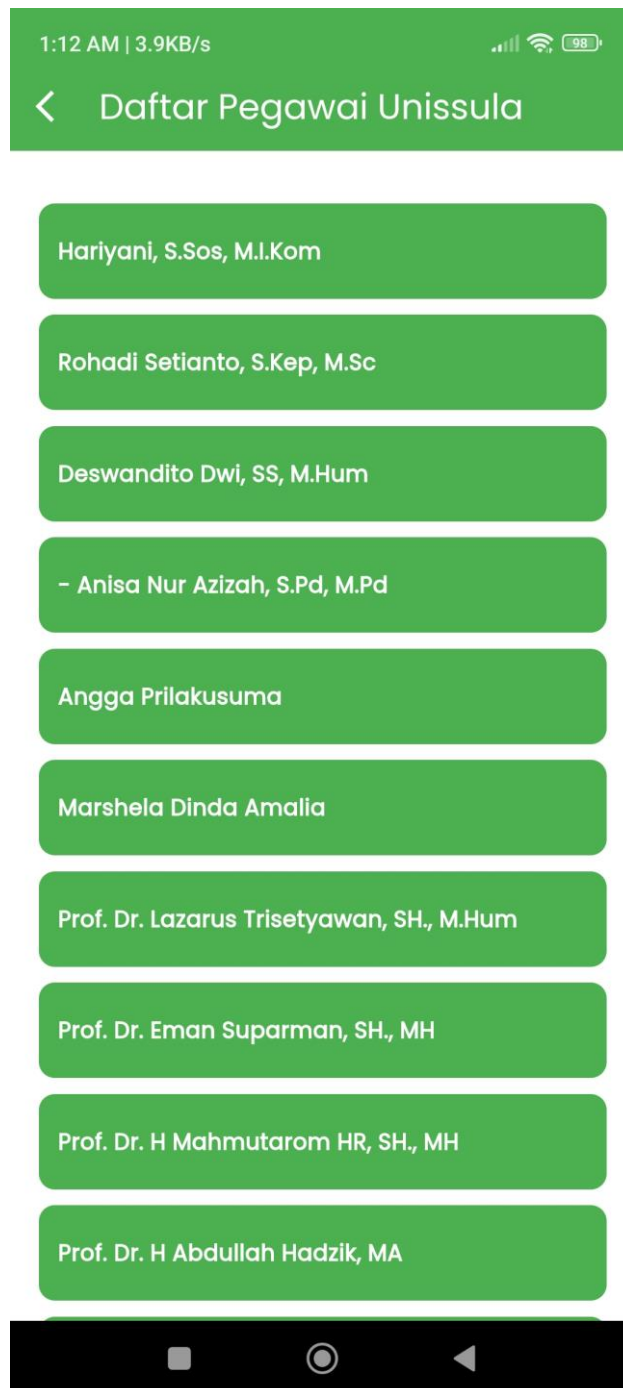 1:12 AM | 3.9KB/s 98
Daftar Pegawai Unissula
Hariyani, S.Sos, M.I.Kom
Rohadi Setianto, S.Kep, M.Sc
Deswandito Dwi, SS, M.Hum
- Anisa Nur Azizah, S.Pd, M.Pd
Angga Prilakusuma
Marshela Dinda Amalia
Prof. Dr. Lazarus Trisetyawan, SH., M.Hum
Prof. Dr. Eman Suparman, SH., MH
Prof. Dr. H Mahmutarom HR, SH., MH
Prof. Dr. H Abdullah Hadzik, MA